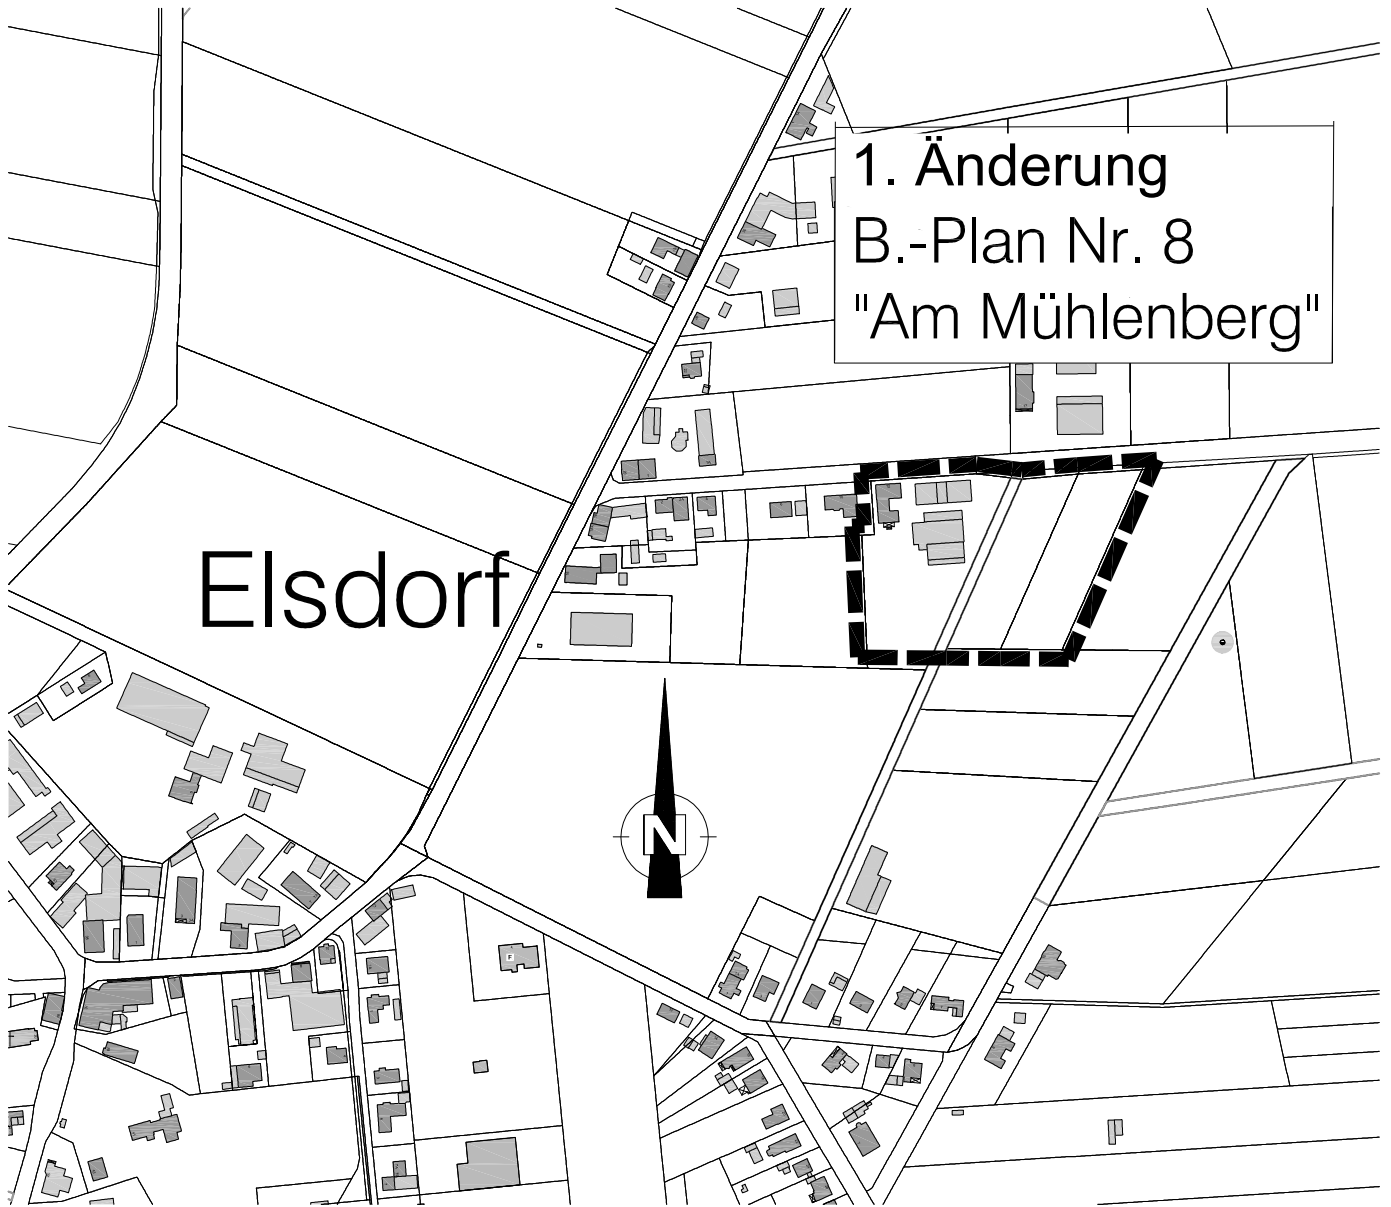 1. Änderung
B.-Plan Nr. 8
"Am Mühlenberg"
Elsdorf
N
F